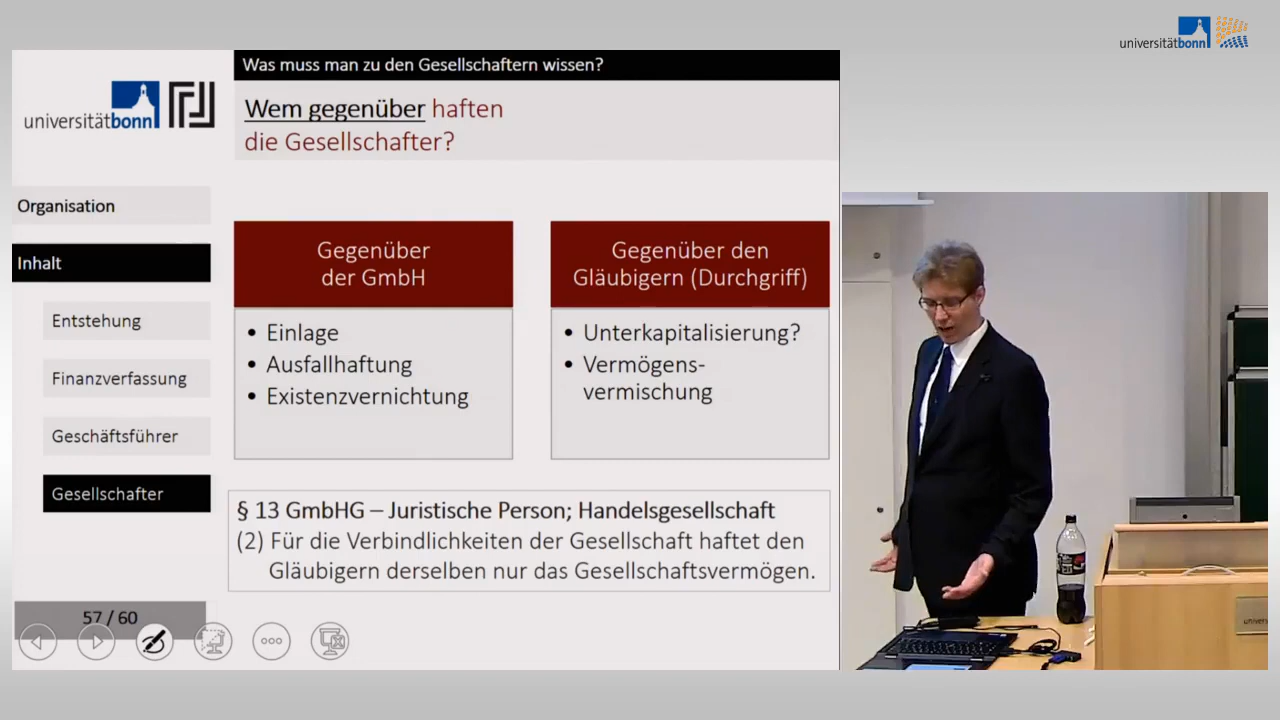 universitätbonn
Was muss man zu den Gesellschaftern wissen?
universitätbonn
Wem gegenüber haften
die Gesellschafter?
Organisation
Inhalt
Entstehung
Finanzverfassung
Geschäftsführer
Gesellschafter
57 / 60
Gegenüber
der GmbH
• Einlage
• Ausfallhaftung
• Existenzvernichtung
Gegenüber den
Gläubigern (Durchgriff)
• Unterkapitalisierung?
• Vermögens-
vermischung
§ 13 GmbHG – Juristische Person; Handelsgesellschaft
(2) Für die Verbindlichkeiten der Gesellschaft haftet den
Gläubigern derselben nur das Gesellschaftsvermögen.